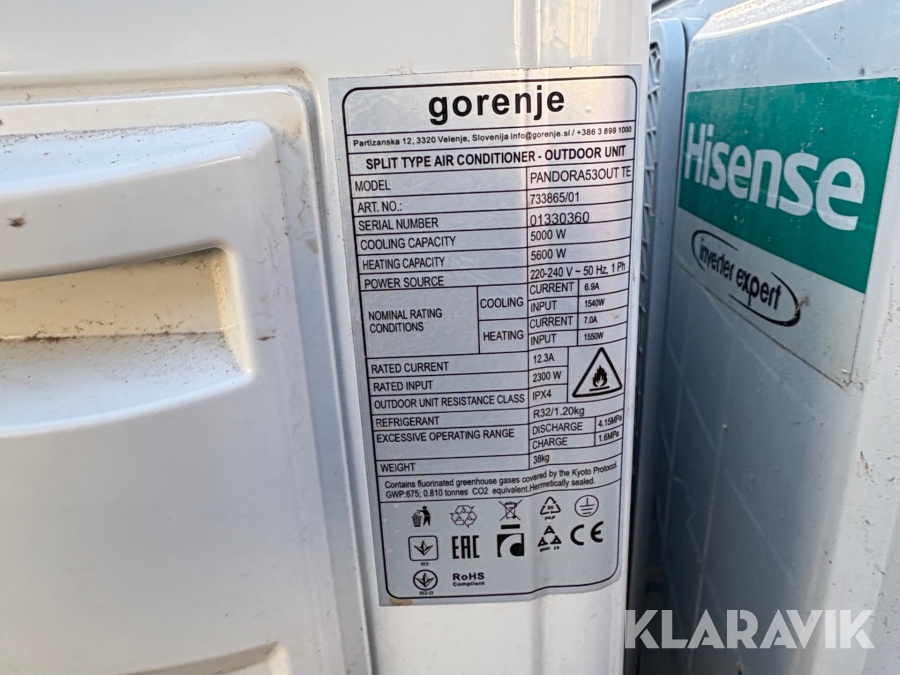 gorenje
Partizanska 12, 3320 Velenje, Slovenija info@gorenje.si / +386 3 899 1000
SPLIT TYPE AIR CONDITIONER - OUTDOOR UNIT
MODEL PANDORA53OUT TE
ART. NO.: 733865/01
SERIAL NUMBER 01330360
COOLING CAPACITY 5000 W
HEATING CAPACITY 5600 W
POWER SOURCE 220-240 V ~ 50 Hz, 1 Ph
NOMINAL RATING CONDITIONS
COOLING CURRENT 6.9A
INPUT 1540W
HEATING CURRENT 7.0A
INPUT 1550W
RATED CURRENT 12.3A
RATED INPUT 2300 W
OUTDOOR UNIT RESISTANCE CLASS IPX4
REFRIGERANT R32/1.20kg
EXCESSIVE OPERATING RANGE DISCHARGE 4.15MPa
CHARGE 1.6MPa
WEIGHT 38kg
Contains fluorinated greenhouse gases covered by the Kyoto Protocol.
GWP:675; 0.810 tonnes CO2 equivalent.Hermetically sealed.
PAP
EAC
CE
RoHS
Compliant
Hisense
inverter expert
KLARAVIK